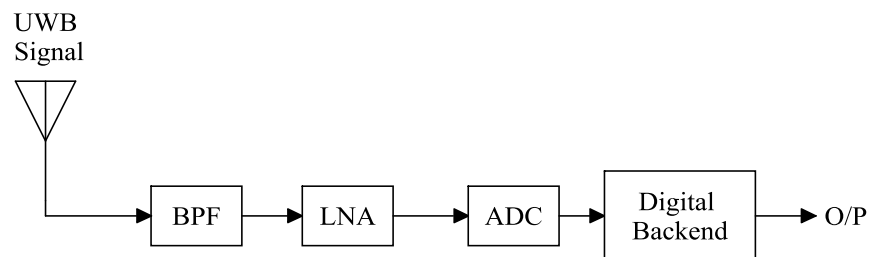 UWB
Signal
BPF
LNA
ADC
Digital
Backend
O/P